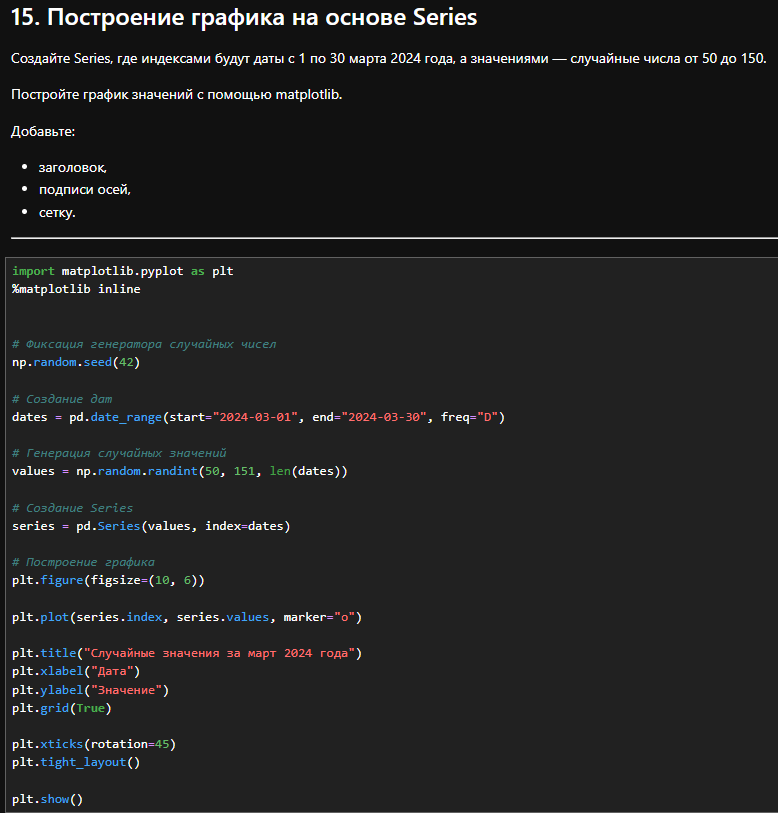 15. Построение графика на основе Series
Создайте Series, где индексами будут даты с 1 по 30 марта 2024 года, а значениями — случайные числа от 50 до 150.
Постройте график значений с помощью matplotlib.
Добавьте:
• заголовок,
• подписи осей,
• сетку.
import matplotlib.pyplot as plt
%matplotlib inline
# Фиксация генератора случайных чисел
np.random.seed(42)
# Создание дат
dates = pd.date_range(start="2024-03-01", end="2024-03-30", freq="D")
# Генерация случайных значений
values = np.random.randint(50, 151, len(dates))
# Создание Series
series = pd.Series(values, index=dates)
# Построение графика
plt.figure(figsize=(10, 6))
plt.plot(series.index, series.values, marker="o")
plt.title("Случайные значения за март 2024 года")
plt.xlabel("Дата")
plt.ylabel("Значение")
plt.grid(True)
plt.xticks(rotation=45)
plt.tight_layout()
plt.show()